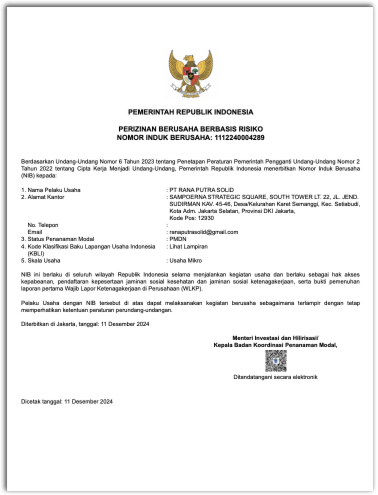 PEMERINTAH REPUBLIK INDONESIA
PERIZINAN BERUSAHA BERBASIS RISIKO
NOMOR INDUK BERUSAHA: 1112240004289
Berdasarkan Undang-Undang Nomor 6 Tahun 2023 tentang Penetapan Peraturan Pemerintah Pengganti Undang-Undang Nomor 2
Tahun 2022 tentang Cipta Kerja Menjadi Undang-Undang, Pemerintah Republik Indonesia menerbitkan Nomor Induk Berusaha
(NIB) kepada:
1. Nama Pelaku Usaha : PT RANA PUTRA SOLID
2. Alamat Kantor : SAMPOERNA STRATEGIC SQUARE, SOUTH TOWER LT. 22, JL. JEND.
SUDIRMAN KAV. 45-46, Desa/Kelurahan Karet Semanggi, Kec. Setiabudi,
Kota Adm. Jakarta Selatan, Provinsi DKI Jakarta,
Kode Pos: 12930
No. Telepon :
Email : ranaputrasolid@gmail.com
3. Status Penanaman Modal : PMDN
4. Kode Klasifikasi Baku Lapangan Usaha Indonesia : Lihat Lampiran
(KBLI)
5. Skala Usaha : Usaha Mikro
NIB ini berlaku di seluruh wilayah Republik Indonesia selama menjalankan kegiatan usaha dan berlaku sebagai hak akses
kepabeanan, pendaftaran kepesertaan jaminan sosial kesehatan dan jaminan sosial ketenagakerjaan, serta bukti pemenuhan
laporan pertama Wajib Lapor Ketenagakerjaan di Perusahaan (WLKP).
Pelaku Usaha dengan NIB tersebut di atas dapat melaksanakan kegiatan berusaha sebagaimana terlampir dengan tetap
memperhatikan ketentuan peraturan perundang-undangan.
Diterbitkan di Jakarta, tanggal: 11 Desember 2024
Menteri Investasi dan Hilirisasi/
Kepala Badan Koordinasi Penanaman Modal,
Ditandatangani secara elektronik
Dicetak tanggal: 11 Desember 2024